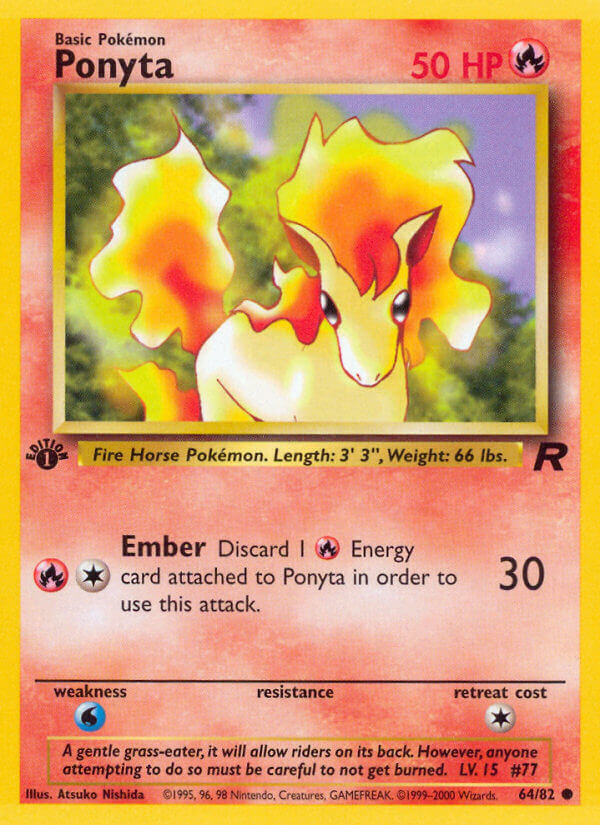 Basic Pokémon
Ponyta
50 HP
EDITION
1
Fire Horse Pokémon. Length: 3' 3", Weight: 66 lbs.
R
Ember Discard 1 Energy
card attached to Ponyta in order to
use this attack.
30
weakness resistance retreat cost
A gentle grass-eater, it will allow riders on its back. However, anyone
attempting to do so must be careful to not get burned. LV. 15 #77
Illus. Atsuko Nishida ©1995, 96, 98 Nintendo, Creatures, GAMEFREAK. ©1999-2000 Wizards. 64/82